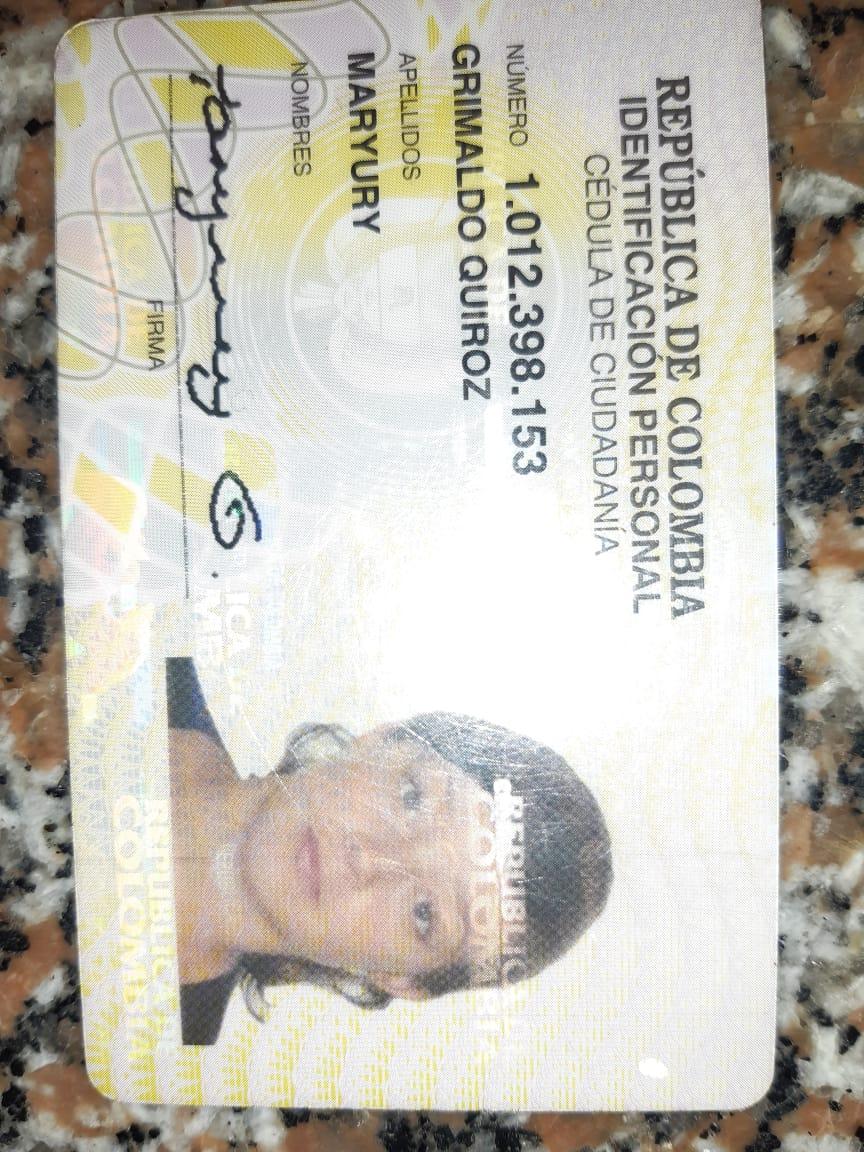 REPÚBLICA DE COLOMBIA
IDENTIFICACIÓN PERSONAL
CÉDULA DE CIUDADANÍA
NÚMERO 1.012.398.153
GRIMALDO QUIROZ
APELLIDOS
MARYURY
NOMBRES
FIRMA
REPUBLICA DE
COLOMBIA
REPUBLICA DE
COLOMBIA